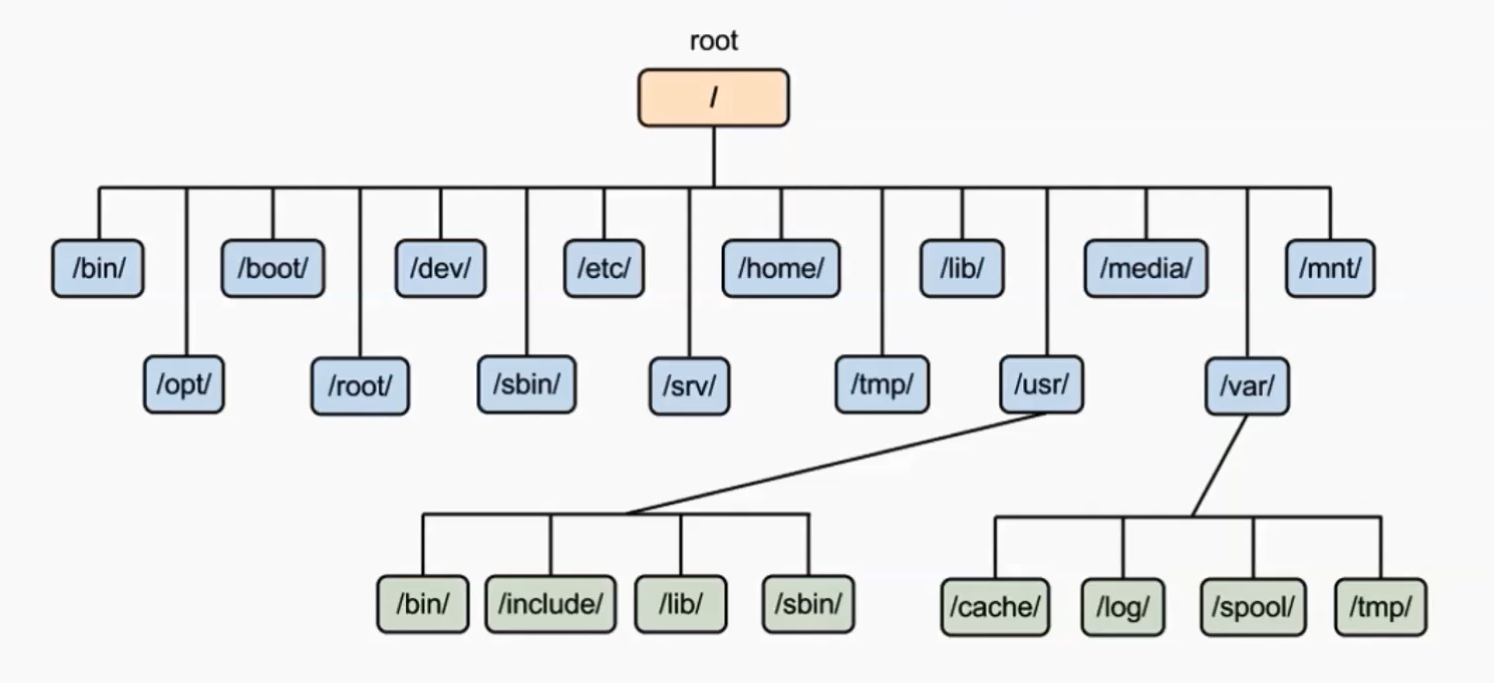 root
/
/bin/ /boot/ /dev/ /etc/ /home/ /lib/ /media/ /mnt/
/opt/ /root/ /sbin/ /srv/ /tmp/ /usr/ /var/
/bin/ /include/ /lib/ /sbin/ /cache/ /log/ /spool/ /tmp/